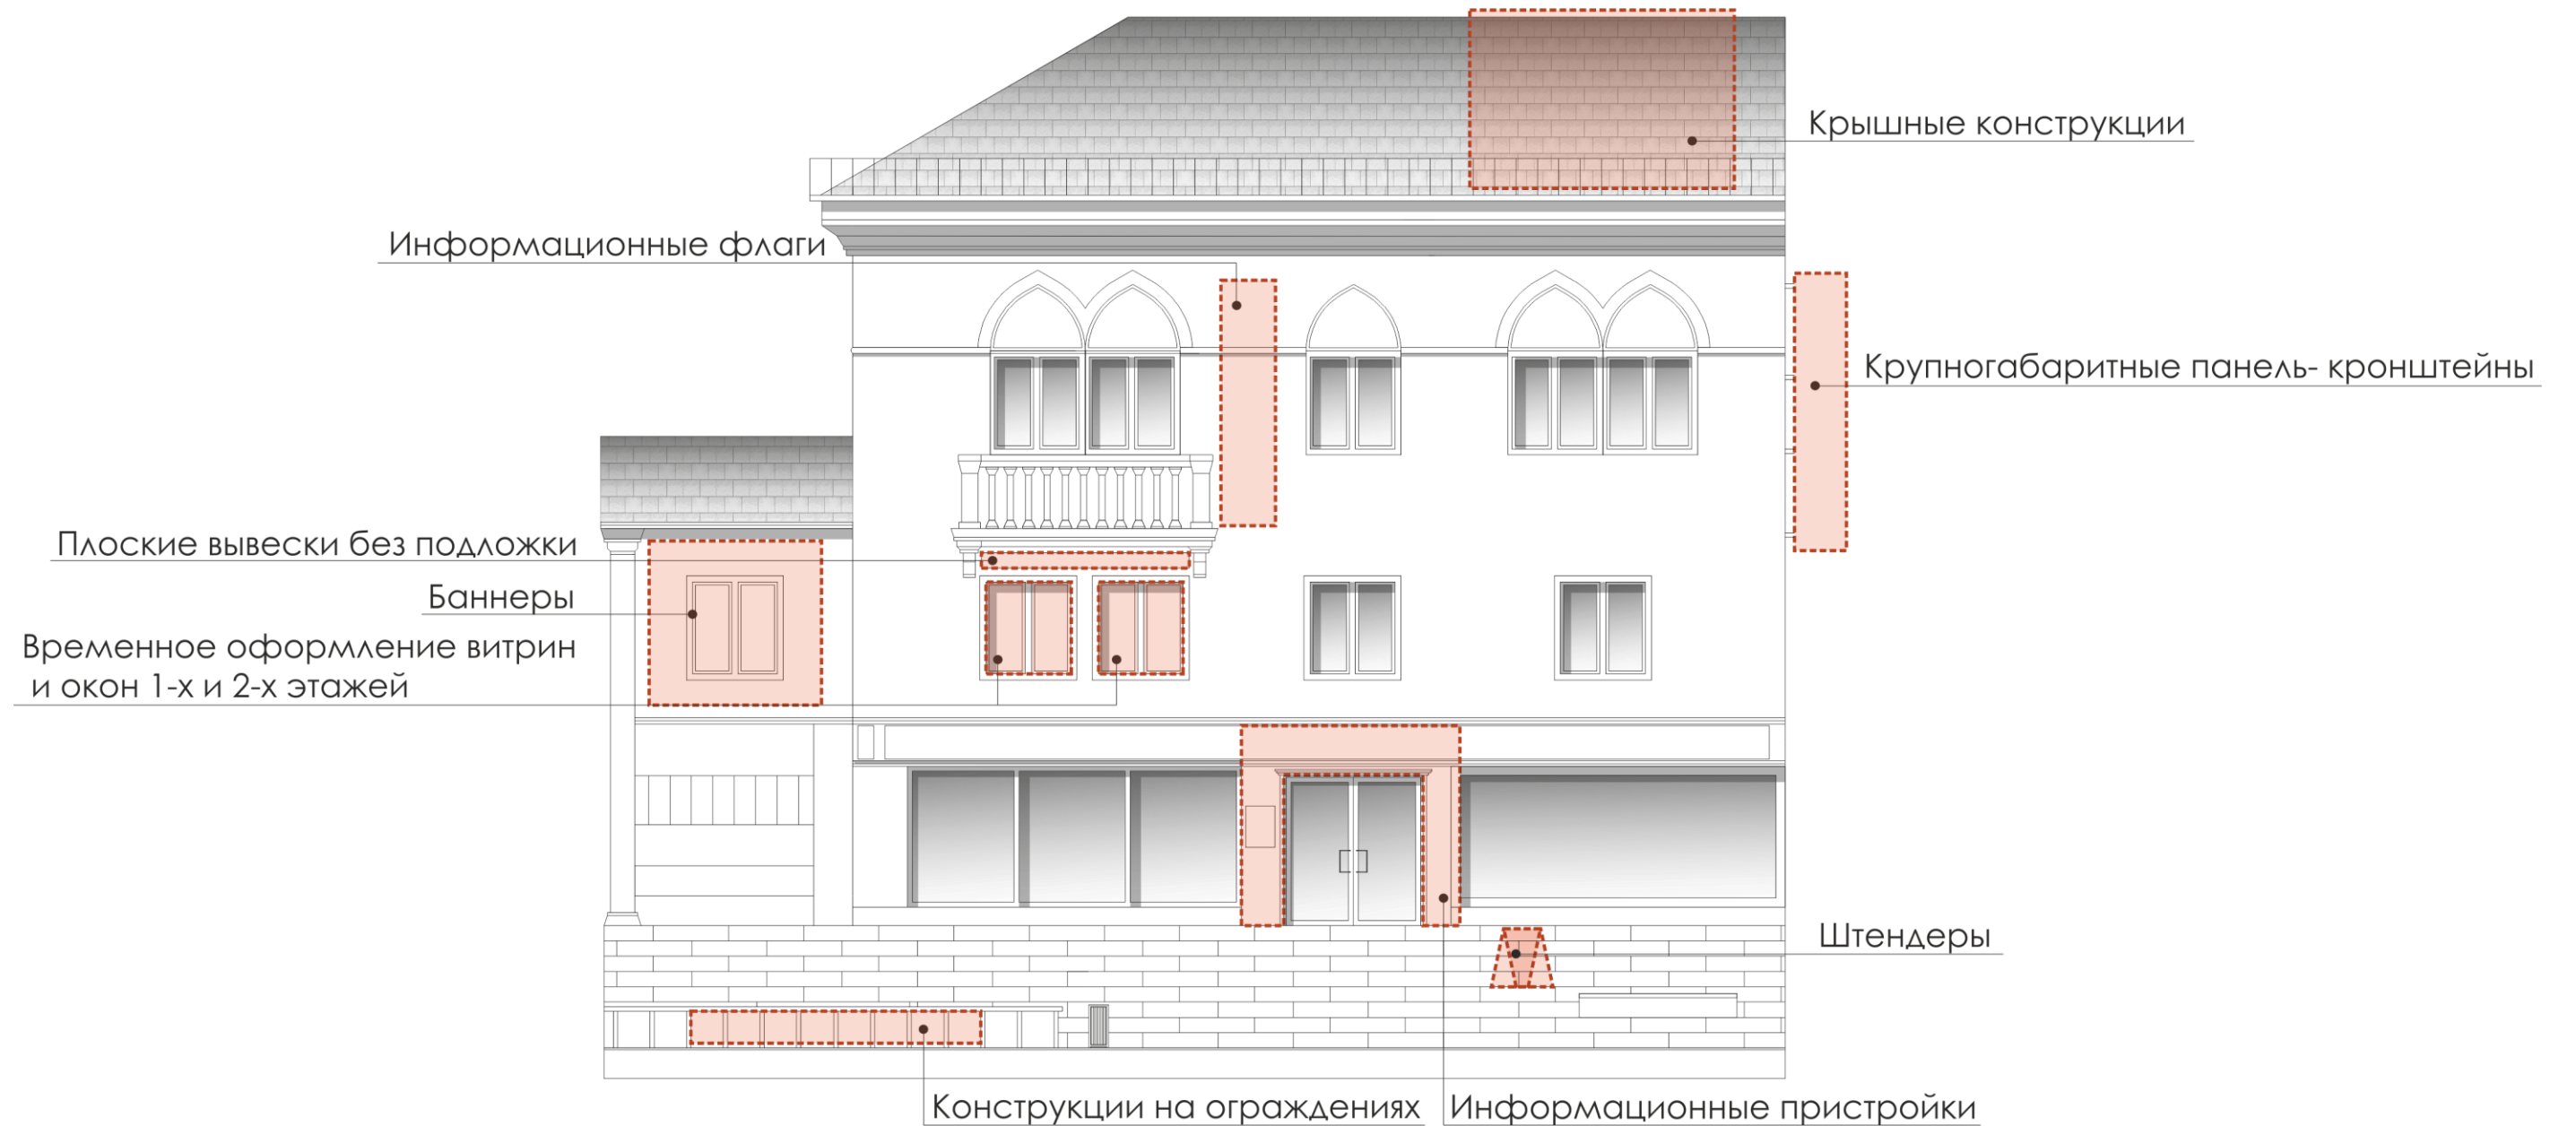 Крышные конструкции
Информационные флаги
Крупногабаритные панель- кронштейны
Плоские вывески без подложки
Баннеры
Временное оформление витрин
и окон 1-х и 2-х этажей
Штендеры
Конструкции на ограждениях
Информационные пристройки